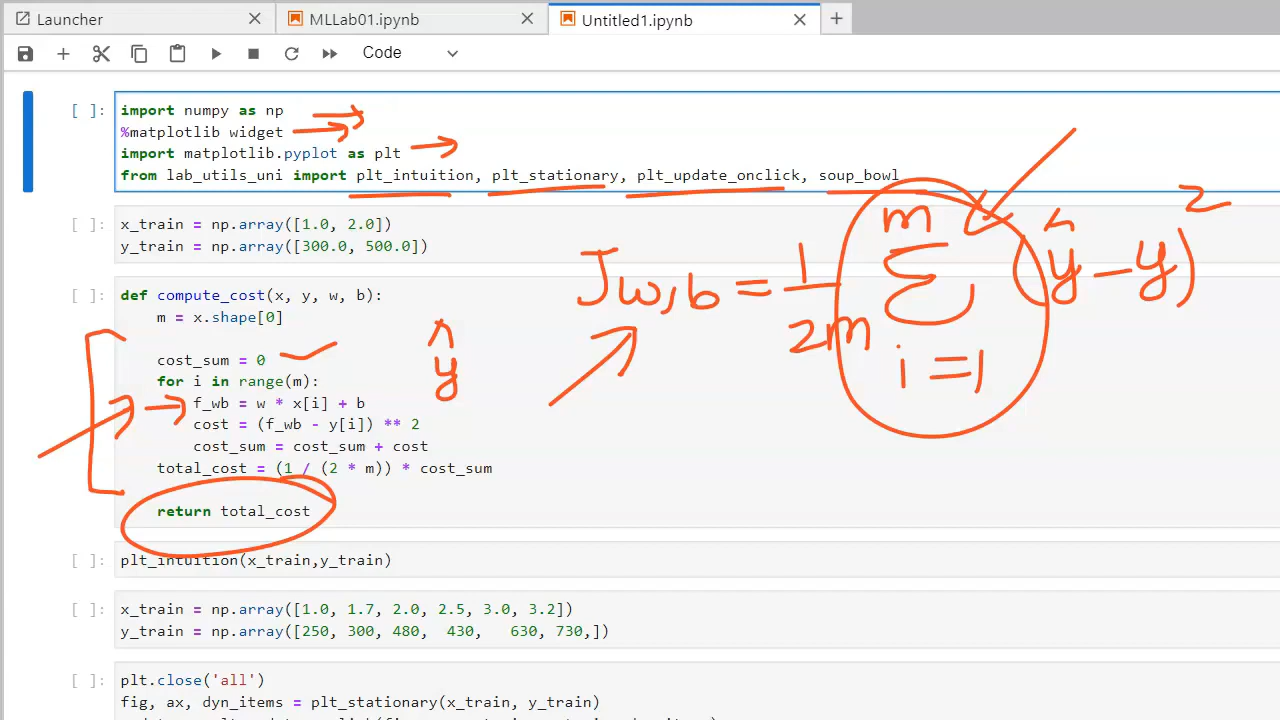 Launcher
MLLab01.ipynb
Untitled1.ipynb
Code
[ ]: import numpy as np
%matplotlib widget
import matplotlib.pyplot as plt
from lab_utils_uni import plt_intuition, plt_stationary, plt_update_onclick, soup_bowl
[ ]: x_train = np.array([1.0, 2.0])
y_train = np.array([300.0, 500.0])
Jw,b = 1/2m m Σ i=1 (ŷ - y)²
[ ]: def compute_cost(x, y, w, b):
m = x.shape[0]
cost_sum = 0
for i in range(m):
f_wb = w * x[i] + b
cost = (f_wb - y[i]) ** 2
cost_sum = cost_sum + cost
total_cost = (1 / (2 * m)) * cost_sum
return total_cost
ŷ
[ ]: plt_intuition(x_train,y_train)
[ ]: x_train = np.array([1.0, 1.7, 2.0, 2.5, 3.0, 3.2])
y_train = np.array([250, 300, 480, 430, 630, 730,])
[ ]: plt.close('all')
fig, ax, dyn_items = plt_stationary(x_train, y_train)